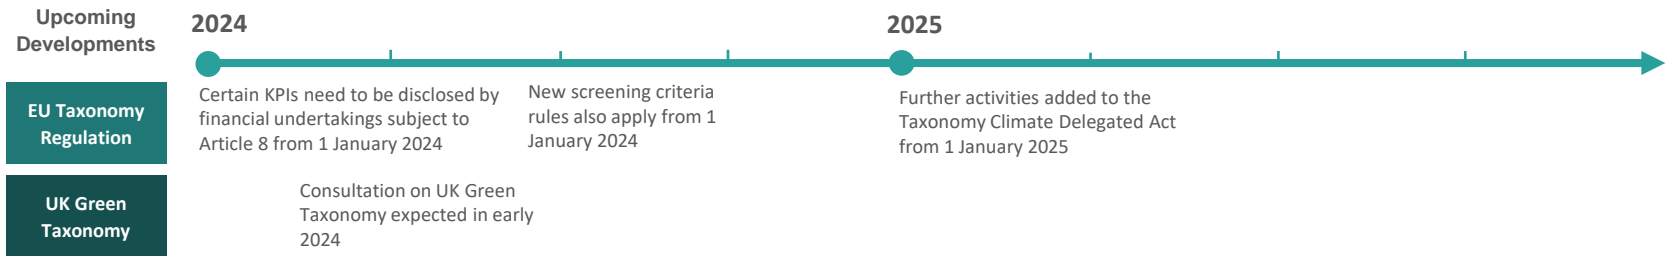 Upcoming
Developments
2024
2025
EU Taxonomy
Regulation
Certain KPIs need to be disclosed by
financial undertakings subject to
Article 8 from 1 January 2024
New screening criteria
rules also apply from 1
January 2024
Further activities added to the
Taxonomy Climate Delegated Act
from 1 January 2025
UK Green
Taxonomy
Consultation on UK Green
Taxonomy expected in early
2024